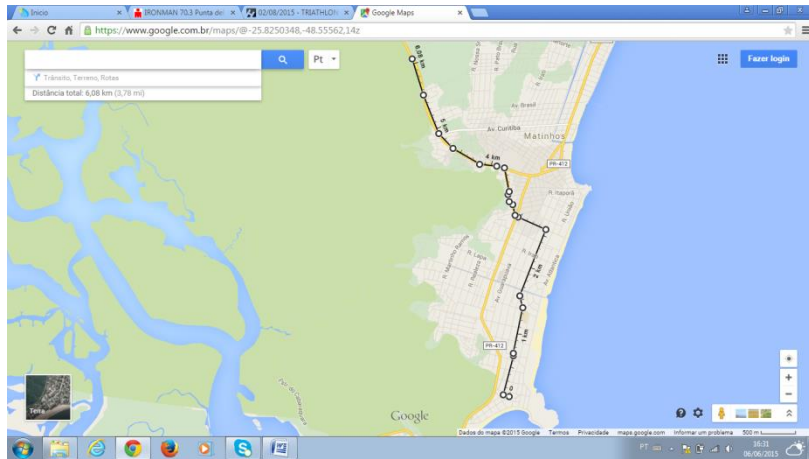 Início
IRONMAN 70.3 Punta de
02/08/2015 - TRIATHLON
Google Maps
https://www.google.com.br/maps/@-25.8250348,-48.55562,14z
Pt
Fazer login
Trânsito, Terreno, Rotas
Distância total: 6,08 km (3,78 mi)
6,08 km
5 km
4 km
2 km
1 km
0
Av. Brasil
Av. Curitiba
Matinhos
PR-412
R. Itaporã
R. União
Av. Atlântica
PR-412
Terra
Google
Dados do mapa ©2015 Google
Termos
Privacidade
maps.google.com
Informar um problema
500 m
PT
16:31
06/06/2015